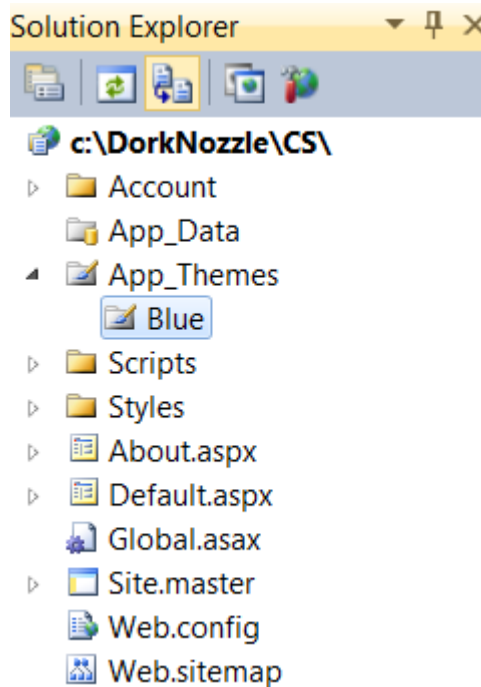 Solution Explorer
c:\DorkNozzle\CS\
Account
App_Data
App_Themes
Blue
Scripts
Styles
About.aspx
Default.aspx
Global.asax
Site.master
Web.config
Web.sitemap